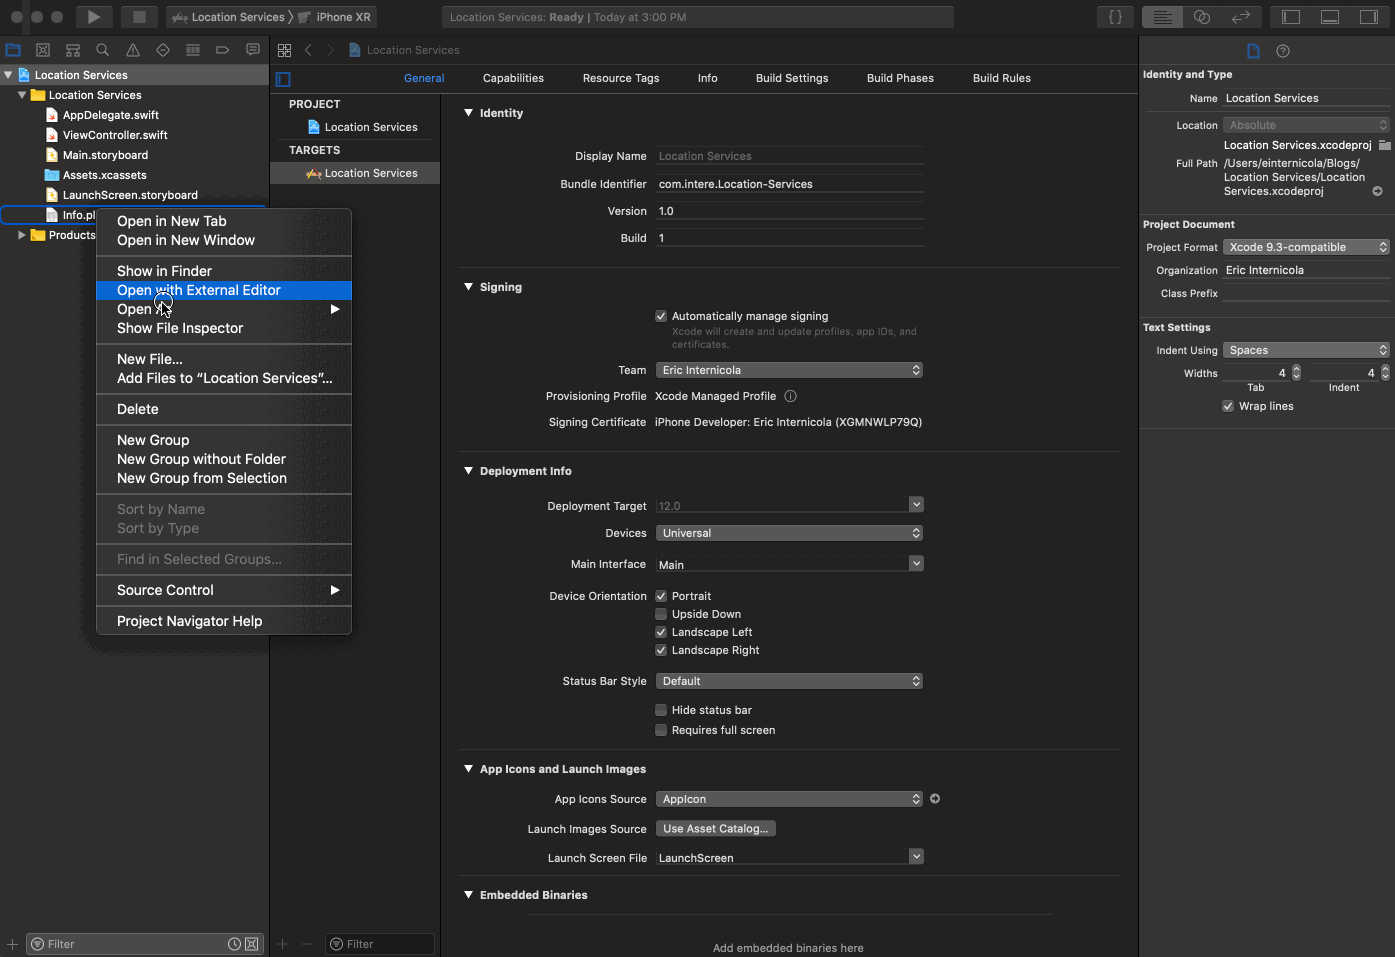 Location Services
iPhone XR
Location Services: Ready | Today at 3:00 PM
{ }
Location Services
Location Services
AppDelegate.swift
ViewController.swift
Main.storyboard
Assets.xcassets
LaunchScreen.storyboard
Info.pl
Products
Open in New Tab
Open in New Window
Show in Finder
Open with External Editor
Open
Show File Inspector
New File...
Add Files to “Location Services”...
Delete
New Group
New Group without Folder
New Group from Selection
Sort by Name
Sort by Type
Find in Selected Groups...
Source Control
Project Navigator Help
Filter
Location Services
General Capabilities Resource Tags Info Build Settings Build Phases Build Rules
PROJECT
Location Services
TARGETS
Location Services
Filter
Identity
Display Name Location Services
Bundle Identifier com.intere.Location-Services
Version 1.0
Build 1
Signing
Automatically manage signing
Xcode will create and update profiles, app IDs, and
certificates.
Team Eric Internicola
Provisioning Profile Xcode Managed Profile
Signing Certificate iPhone Developer: Eric Internicola (XGMNWLP79Q)
Deployment Info
Deployment Target 12.0
Devices Universal
Main Interface Main
Device Orientation Portrait
Upside Down
Landscape Left
Landscape Right
Status Bar Style Default
Hide status bar
Requires full screen
App Icons and Launch Images
App Icons Source AppIcon
Launch Images Source Use Asset Catalog...
Launch Screen File LaunchScreen
Embedded Binaries
Add embedded binaries here
Identity and Type
Name Location Services
Location Absolute
Location Services.xcodeproj
Full Path /Users/einternicola/Blogs/
Location Services/Location
Services.xcodeproj
Project Document
Project Format Xcode 9.3-compatible
Organization Eric Internicola
Class Prefix
Text Settings
Indent Using Spaces
Widths 4 4
Tab Indent
Wrap lines